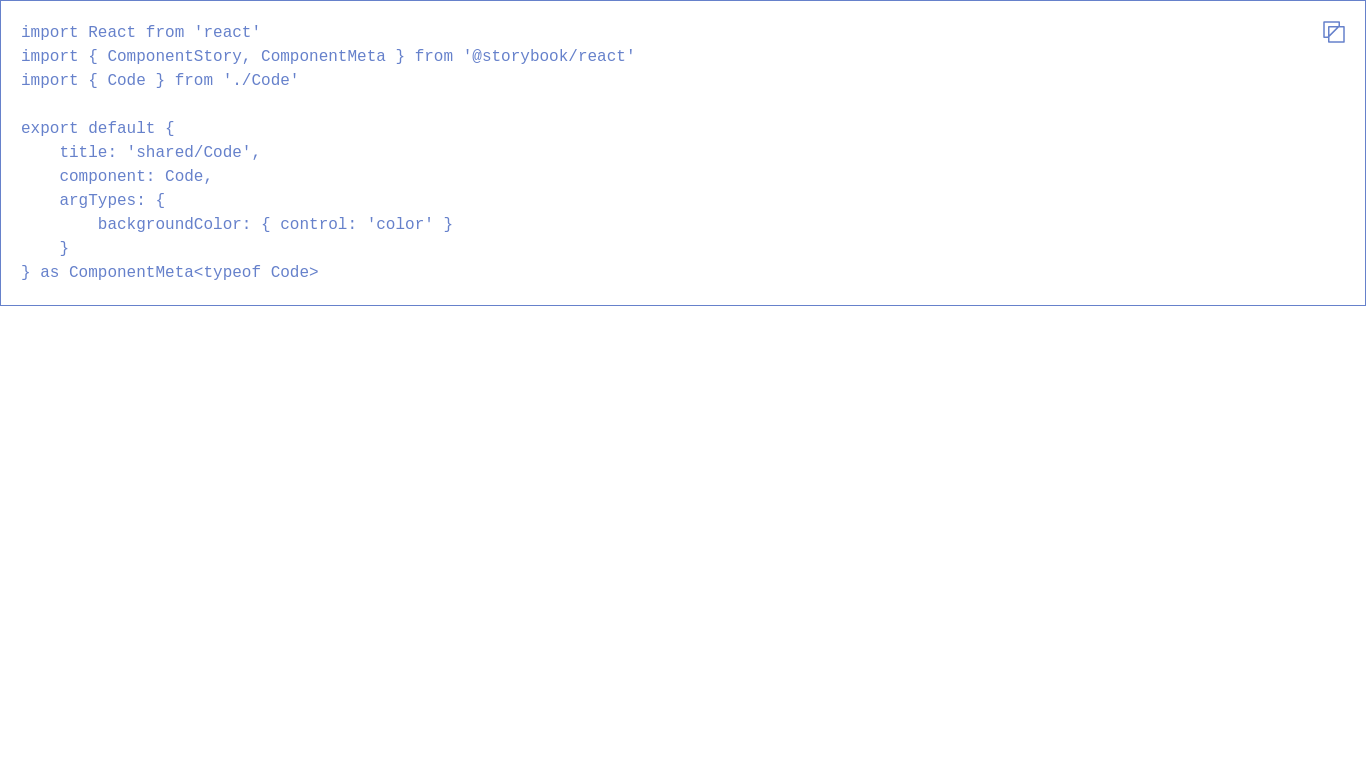 import React from 'react'
import { ComponentStory, ComponentMeta } from '@storybook/react'
import { Code } from './Code'

export default {
    title: 'shared/Code',
    component: Code,
    argTypes: {
        backgroundColor: { control: 'color' }
    }
} as ComponentMeta<typeof Code>